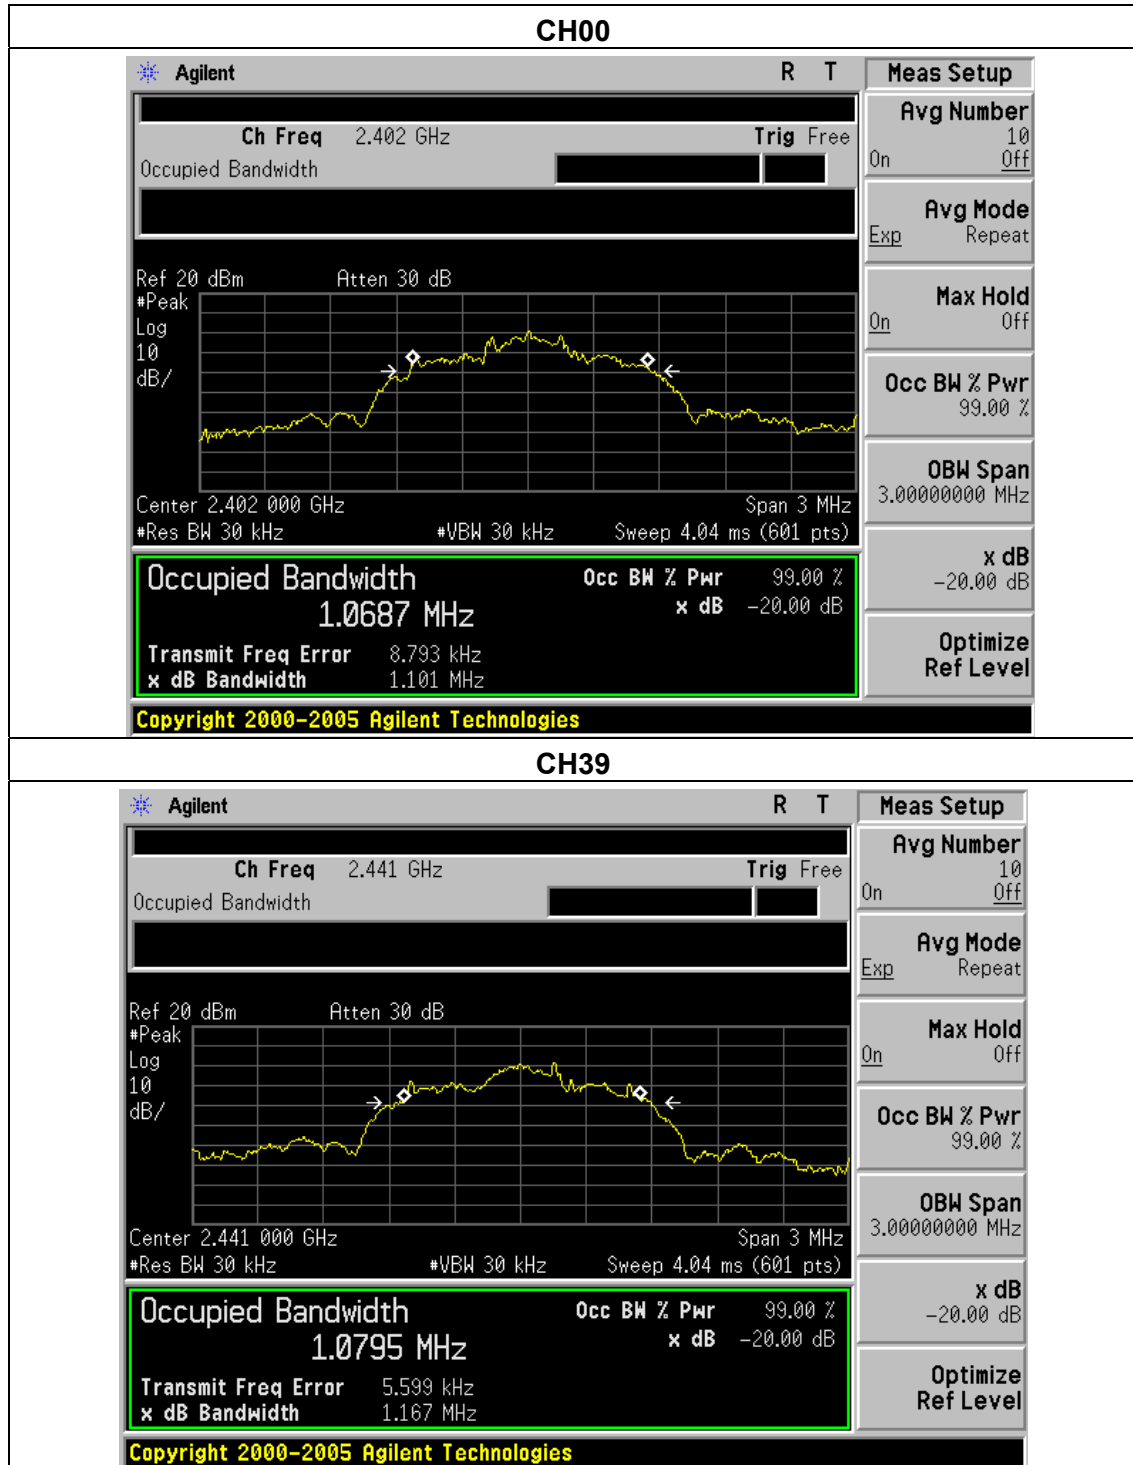 CH00
Agilent R T Meas Setup
Avg Number
10
On Off
Ch Freq 2.402 GHz Trig Free
Occupied Bandwidth
Avg Mode
Exp Repeat
Ref 20 dBm Atten 30 dB
#Peak
Log
10
dB/
Max Hold
On Off
Occ BW % Pwr
99.00 %
OBW Span
3.00000000 MHz
Center 2.402 000 GHz Span 3 MHz
#Res BW 30 kHz #VBW 30 kHz Sweep 4.04 ms (601 pts)
x dB
-20.00 dB
Occupied Bandwidth Occ BW % Pwr 99.00 %
1.0687 MHz x dB -20.00 dB
Transmit Freq Error 8.793 kHz
x dB Bandwidth 1.101 MHz
Optimize
Ref Level
Copyright 2000-2005 Agilent Technologies
CH39
Agilent R T Meas Setup
Avg Number
10
On Off
Ch Freq 2.441 GHz Trig Free
Occupied Bandwidth
Avg Mode
Exp Repeat
Ref 20 dBm Atten 30 dB
#Peak
Log
10
dB/
Max Hold
On Off
Occ BW % Pwr
99.00 %
OBW Span
3.00000000 MHz
Center 2.441 000 GHz Span 3 MHz
#Res BW 30 kHz #VBW 30 kHz Sweep 4.04 ms (601 pts)
x dB
-20.00 dB
Occupied Bandwidth Occ BW % Pwr 99.00 %
1.0795 MHz x dB -20.00 dB
Transmit Freq Error 5.599 kHz
x dB Bandwidth 1.167 MHz
Optimize
Ref Level
Copyright 2000-2005 Agilent Technologies